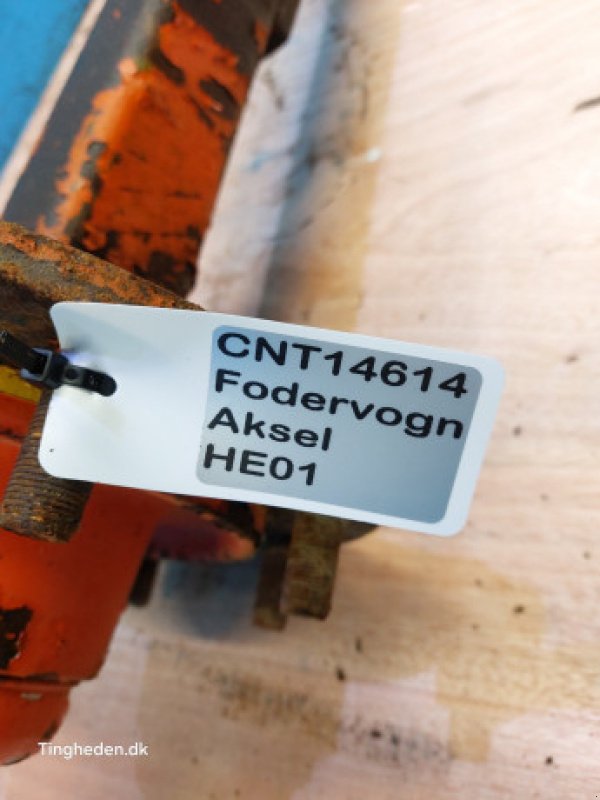 CNT14614
Fodervogn
Aksel
HE01
Tingheden.dk